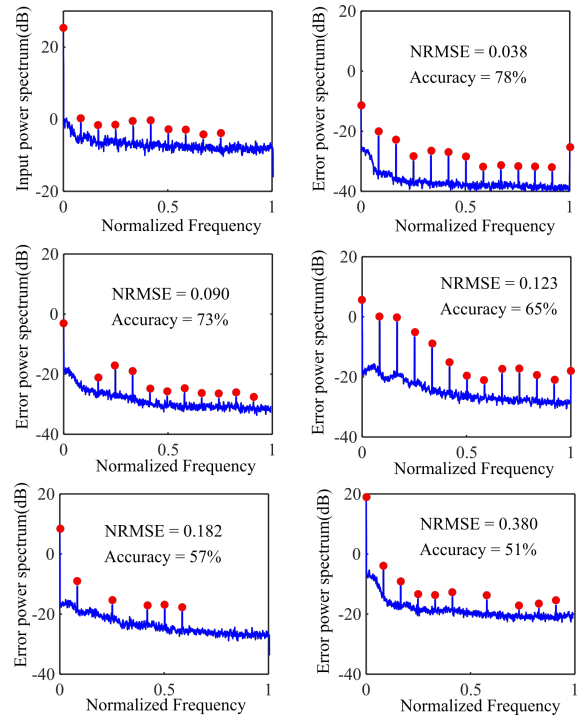 Input power spectrum(dB)
20
0
-20
0
0.5
1
Normalized Frequency
Error power spectrum(dB)
20
0
-20
-40
NRMSE = 0.038
Accuracy = 78%
0
0.5
1
Normalized Frequency
Error power spectrum(dB)
20
0
-20
-40
NRMSE = 0.090
Accuracy = 73%
0
0.5
1
Normalized Frequency
Error power spectrum(dB)
20
0
-20
-40
NRMSE = 0.123
Accuracy = 65%
0
0.5
1
Normalized Frequency
Error power spectrum(dB)
20
0
-20
-40
NRMSE = 0.182
Accuracy = 57%
0
0.5
1
Normalized Frequency
Error power spectrum(dB)
20
0
-20
-40
NRMSE = 0.380
Accuracy = 51%
0
0.5
1
Normalized Frequency